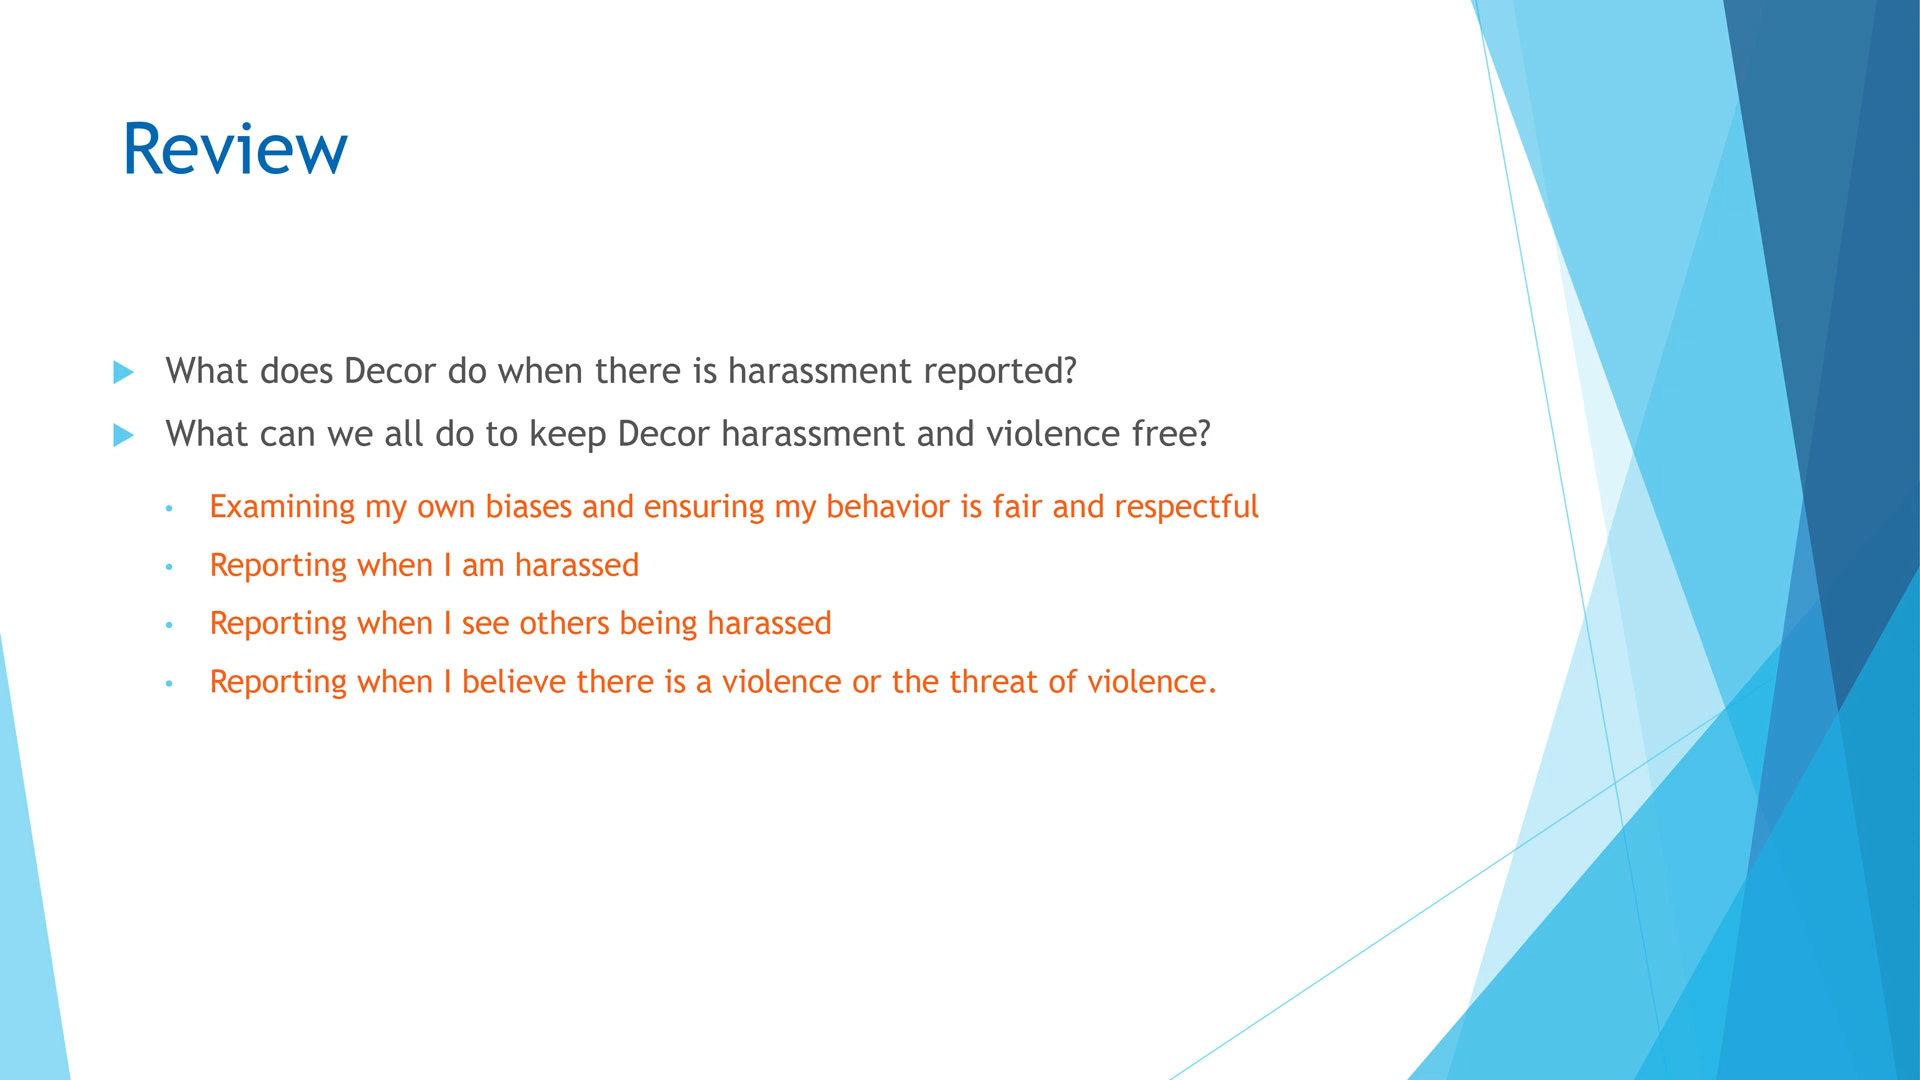 Review
What does Decor do when there is harassment reported?
What can we all do to keep Decor harassment and violence free?
Examining my own biases and ensuring my behavior is fair and respectful
Reporting when I am harassed
Reporting when I see others being harassed
Reporting when I believe there is a violence or the threat of violence.